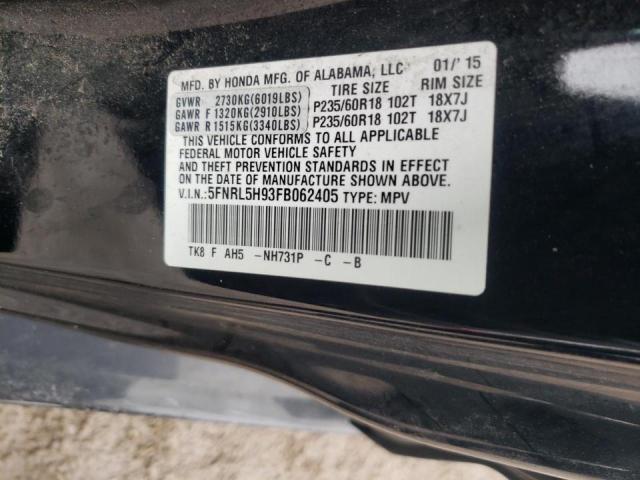 MFD. BY HONDA MFG. OF ALABAMA, LLC 01/'15
TIRE SIZE RIM SIZE
GVWR 2730KG(6019LBS)
GAWR F 1320KG(2910LBS) P235/60R18 102T 18X7J
GAWR R 1515KG(3340LBS) P235/60R18 102T 18X7J
THIS VEHICLE CONFORMS TO ALL APPLICABLE
FEDERAL MOTOR VEHICLE SAFETY
AND THEFT PREVENTION STANDARDS IN EFFECT
ON THE DATE OF MANUFACTURE SHOWN ABOVE.
V.I.N.:5FNRL5H93FB062405 TYPE: MPV
TK8 F AH5 -NH731P -C -B